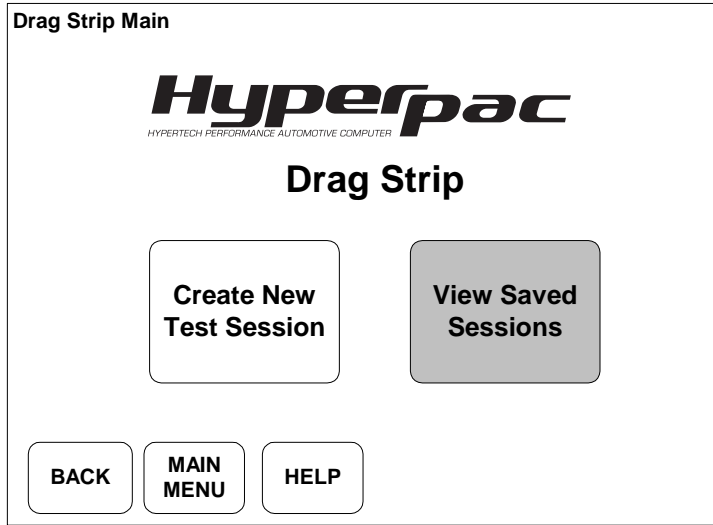 Drag Strip Main
Hyperpac
HYPERTECH PERFORMANCE AUTOMOTIVE COMPUTER
Drag Strip
Create New
Test Session
View Saved
Sessions
BACK
MAIN
MENU
HELP